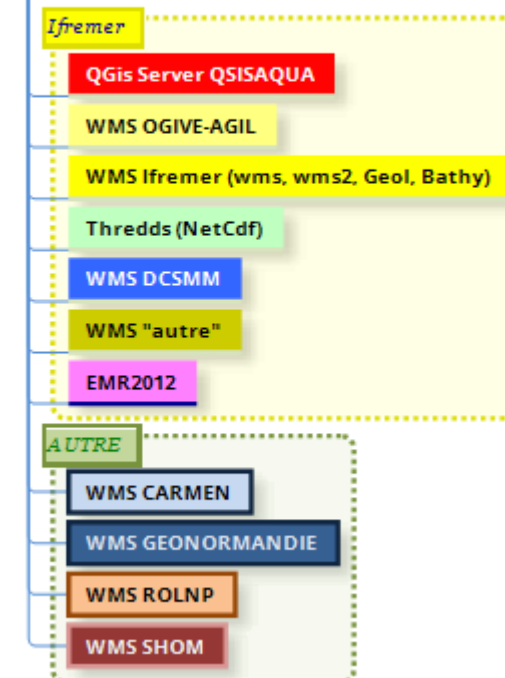 Ifremer
QGis Server QSISAQUA
WMS OGIVE-AGIL
WMS Ifremer (wms, wms2, Geol, Bathy)
Thredds (NetCdf)
WMS DCSMM
WMS "autre"
EMR2012
AUTRE
WMS CARMEN
WMS GEONORMANDIE
WMS ROLNP
WMS SHOM